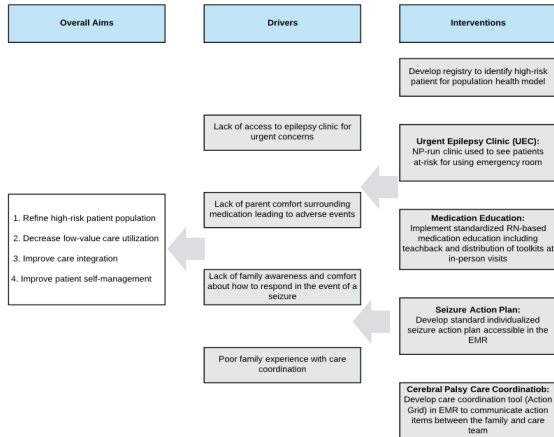 Overall Aims
Drivers
Interventions
Develop registry to identify high-risk
patient for population health model
Lack of access to epilepsy clinic for
urgent concerns
Urgent Epilepsy Clinic (UEC):
NP-run clinic used to see patients
at-risk for using emergency room
1. Refine high-risk patient population
2. Decrease low-value care utilization
3. Improve care integration
4. Improve patient self-management
Lack of parent comfort surrounding
medication leading to adverse events
Medication Education:
Implement standardized RN-based
medication education including
teachback and distribution of toolkits at
in-person visits
Lack of family awareness and comfort
about how to respond in the event of a
seizure
Seizure Action Plan:
Develop standard individualized
seizure action plan accessible in the
EMR
Poor family experience with care
coordination
Cerebral Palsy Care Coordinatiob:
Develop care coordination tool (Action
Grid) in EMR to communicate action
items between the family and care
team